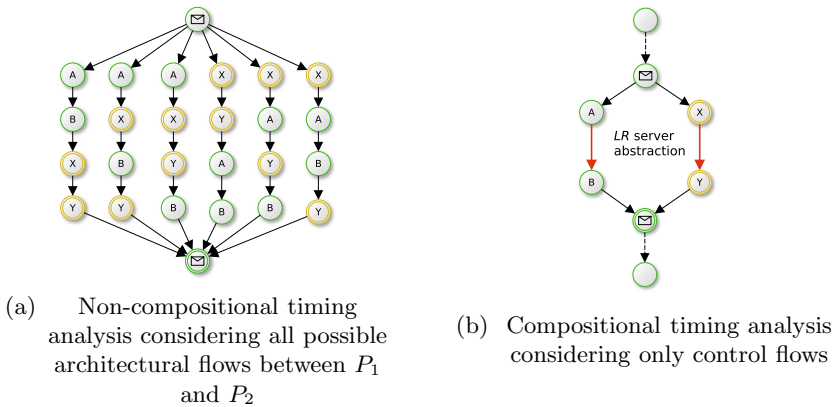 A A A X X X
B X X Y A A
X B Y A Y B
Y Y B B B Y
(a) Non-compositional timing
analysis considering all possible
architectural flows between P₁
and P₂
A X
LR server
abstraction
B Y
(b) Compositional timing analysis
considering only control flows